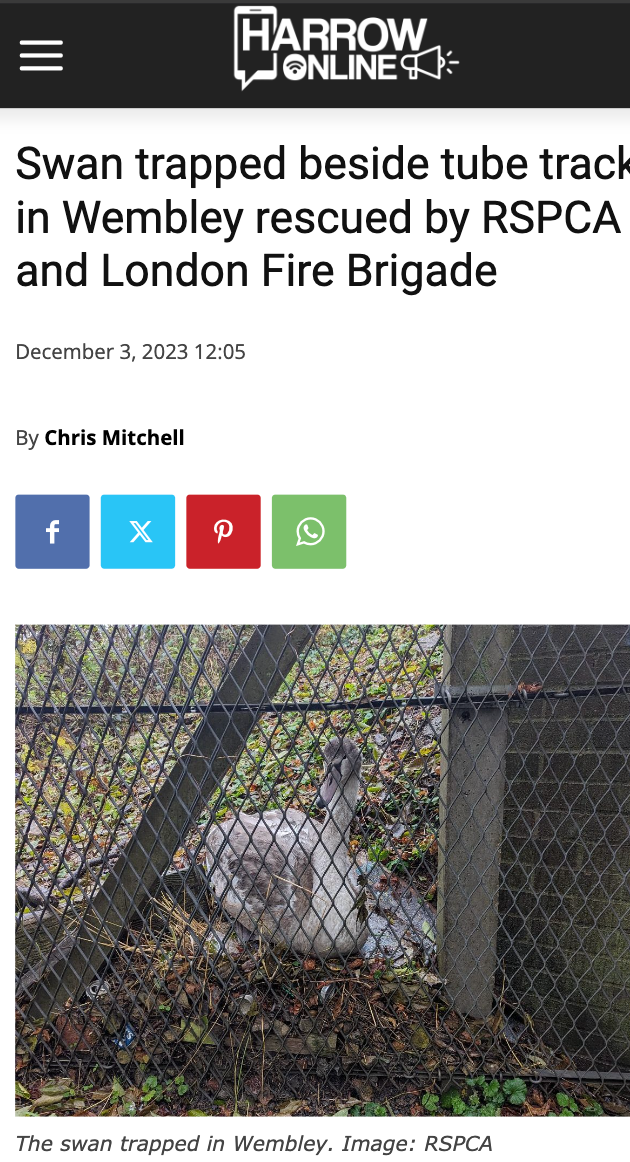 HARROW
ONLINE
Swan trapped beside tube track
in Wembley rescued by RSPCA
and London Fire Brigade
December 3, 2023 12:05
By Chris Mitchell
The swan trapped in Wembley. Image: RSPCA